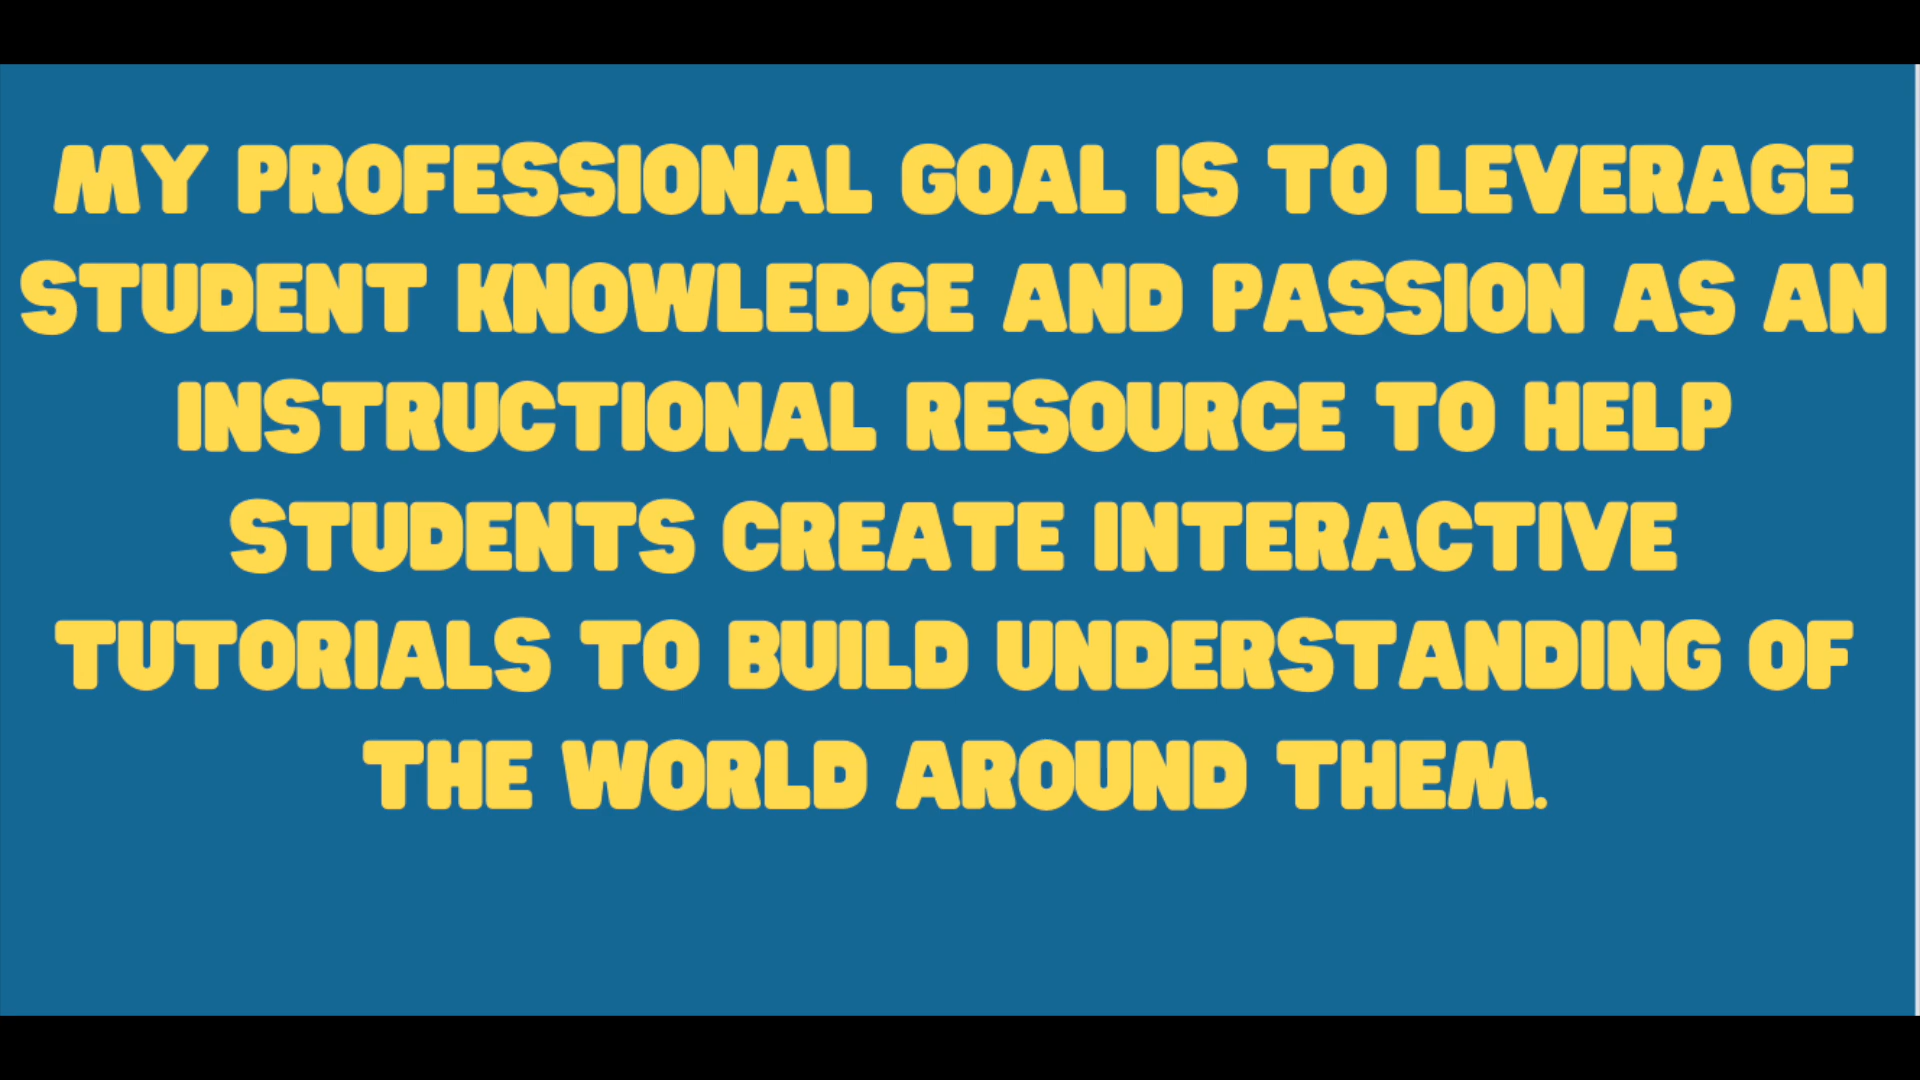 MY PROFESSIONAL GOAL IS TO LEVERAGE
STUDENT KNOWLEDGE AND PASSION AS AN
INSTRUCTIONAL RESOURCE TO HELP
STUDENTS CREATE INTERACTIVE
TUTORIALS TO BUILD UNDERSTANDING OF
THE WORLD AROUND THEM.